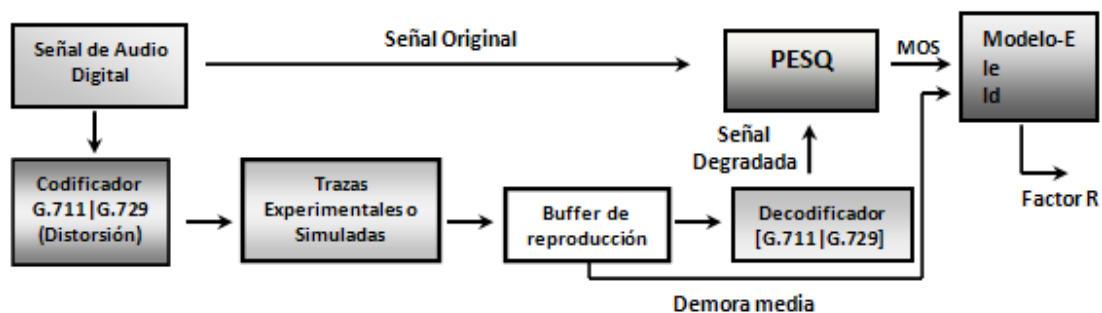 Señal de Audio
Digital
Señal Original
PESQ
MOS
Modelo-E
Ie
Id
Señal
Degradada
Factor R
Codificador
G.711|G.729
(Distorsión)
Trazas
Experimentales o
Simuladas
Buffer de
reproducción
Decodificador
[G.711|G.729]
Demora media